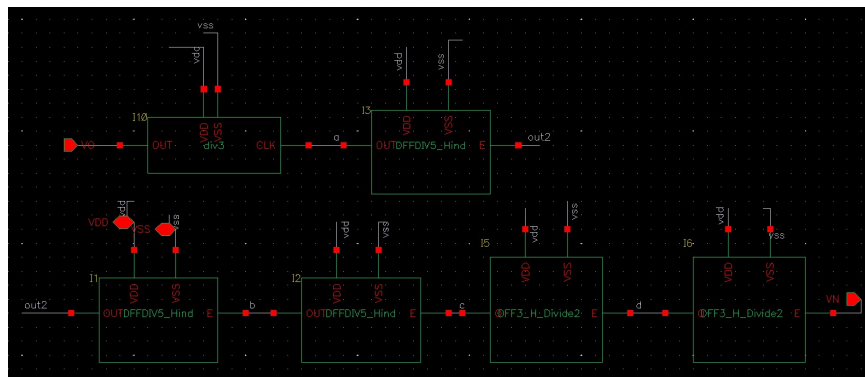 vss
vdd
vdd
vss
I10
I3
VDD
VSS
VDD
VSS
VO
OUT
div3
CLK
a
OUT
DFFDIV5_Hind
E
out2
vdd
vss
VDD
VSS
vdd
vss
vdd
vss
vdd
vss
I1
I2
I5
I6
VDD
VSS
VDD
VSS
VDD
VSS
VDD
VSS
VN
out2
OUT
DFFDIV5_Hind
E
b
OUT
DFFDIV5_Hind
E
c
DFF3_H_Divide2
E
d
DFF3_H_Divide2
E